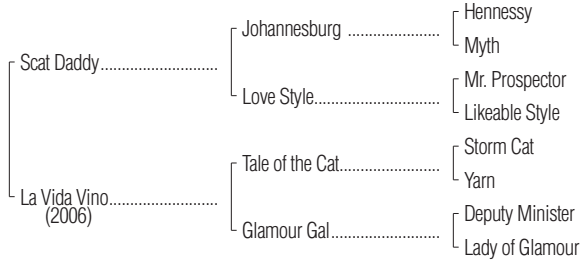 Hennessy
Johannesburg ....................
Myth
Scat Daddy..........................
Mr. Prospector
Love Style...........................
Likeable Style
Storm Cat
Tale of the Cat.....................
Yarn
La Vida Vino........................
(2006)
Deputy Minister
Glamour Gal.......................
Lady of Glamour